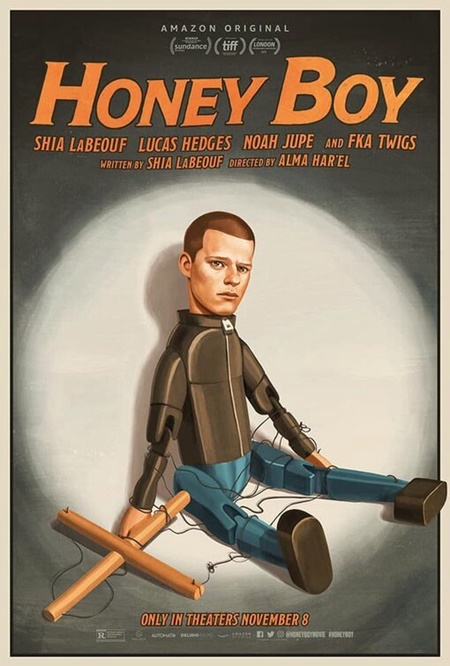 AMAZON ORIGINAL
sundance tiff LONDON
HONEY BOY
SHIA LABEOUF LUCAS HEDGES NOAH JUPE AND FKA TWIGS
WRITTEN BY SHIA LABEOUF DIRECTED BY ALMA HAR'EL
ONLY IN THEATERS NOVEMBER 8
R AUTOMATIK @HONEYBOYMOVIE #HONEYBOY